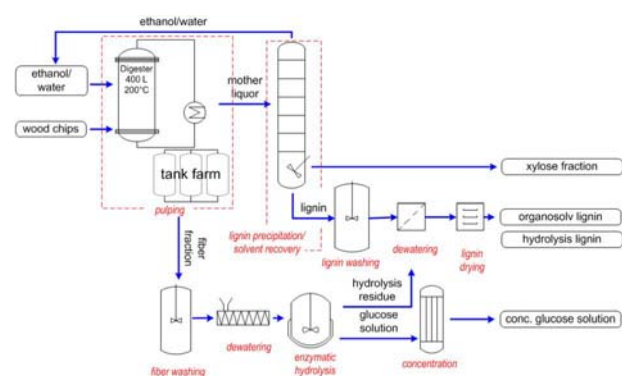 ethanol/water
ethanol/
water
wood chips
Digester
400 L
200°C
tank farm
pulping
mother
liquor
lignin
lignin precipitation/
solvent recovery
lignin washing
dewatering
lignin
drying
xylose fraction
organosolv lignin
hydrolysis lignin
fiber
fraction
fiber washing
dewatering
enzymatic
hydrolysis
hydrolysis
residue
glucose
solution
concentration
conc. glucose solution